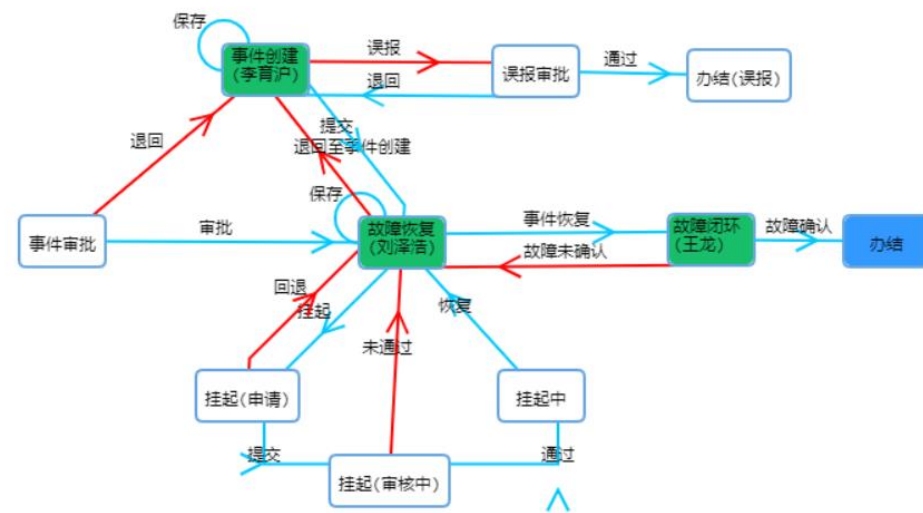 保存
事件创建
(李育沪)
误报
退回
误报审批
通过
办结(误报)
提交
退回至事件创建
退回
保存
事件审批
审批
故障恢复
(刘泽浩)
事件恢复
故障未确认
故障闭环
(王龙)
故障确认
办结
回退
挂起
未通过
恢复
挂起(申请)
挂起中
提交
挂起(审核中)
通过